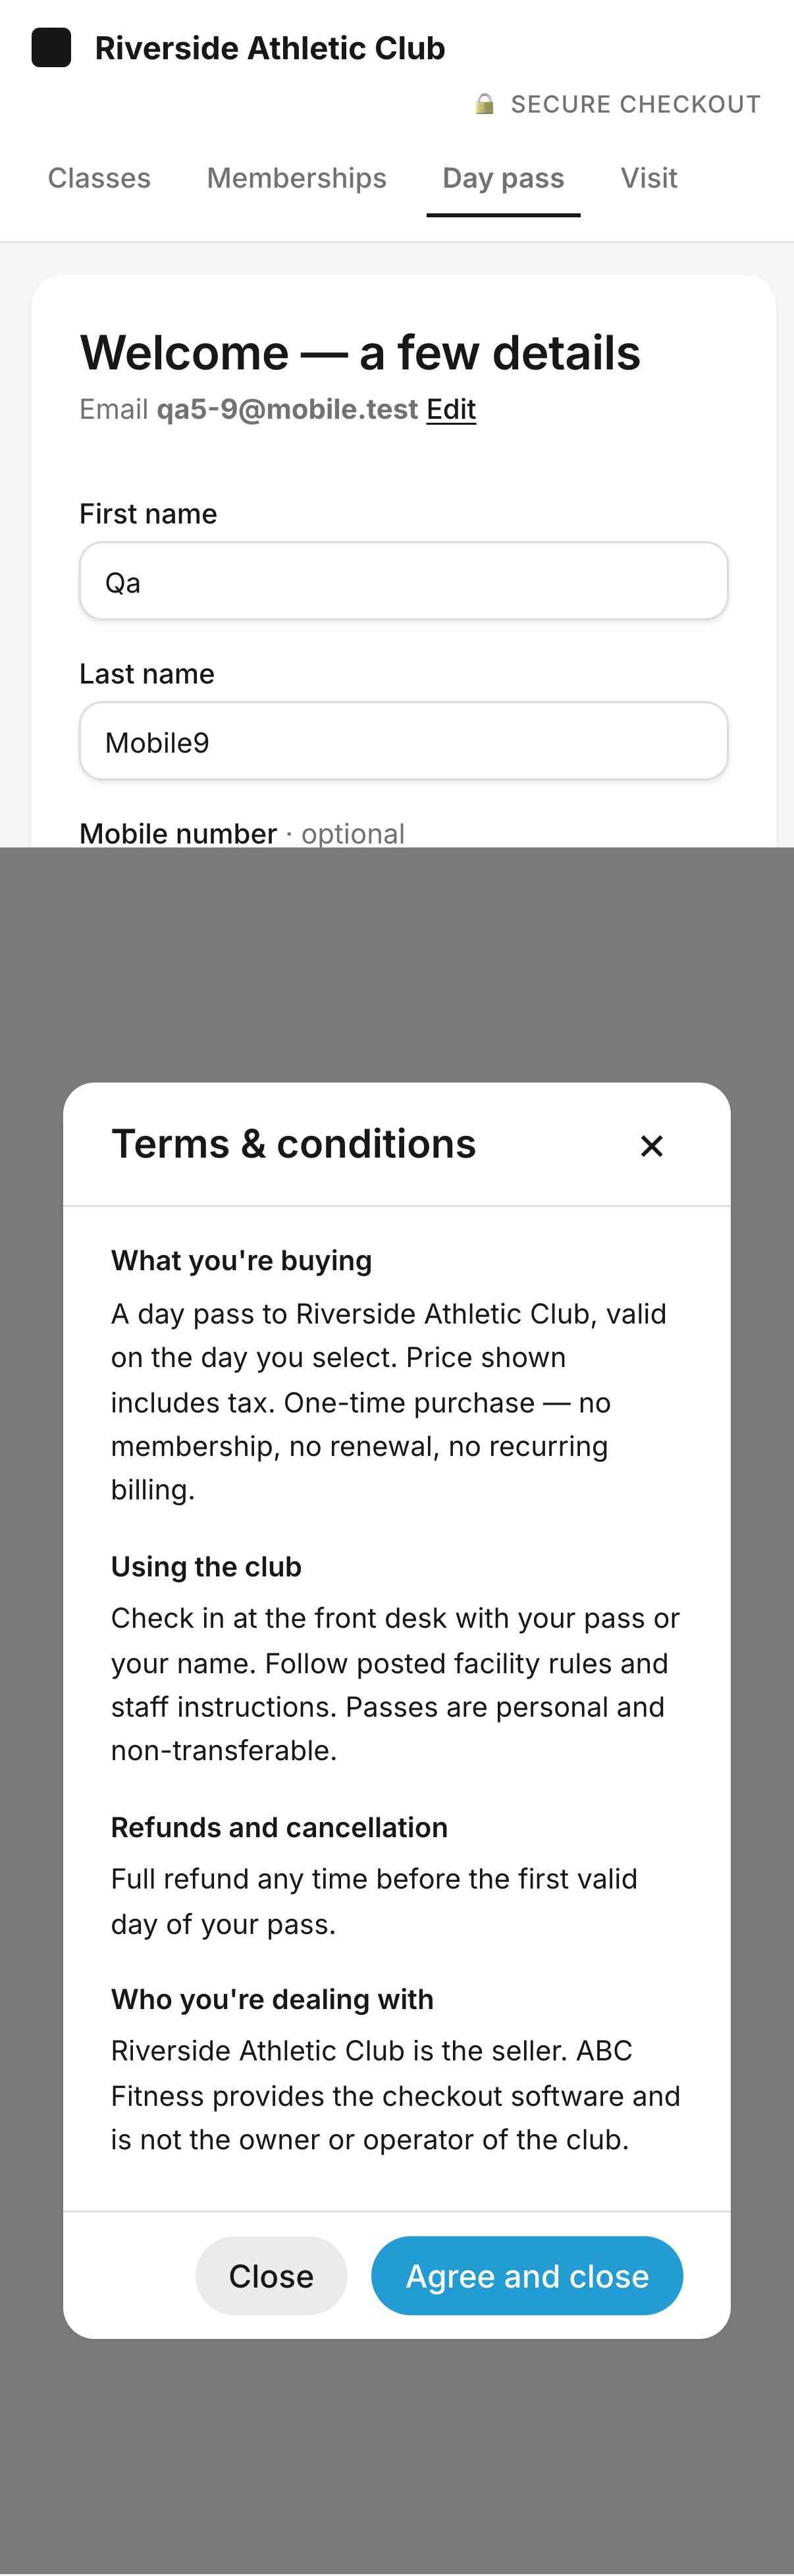 Riverside Athletic Club
🔒 SECURE CHECKOUT
Classes Memberships Day pass Visit
Welcome — a few details
Email qa5-9@mobile.test Edit
First name
Qa
Last name
Mobile9
Mobile number · optional
Terms & conditions ✕
What you're buying
A day pass to Riverside Athletic Club, valid
on the day you select. Price shown
includes tax. One-time purchase — no
membership, no renewal, no recurring
billing.
Using the club
Check in at the front desk with your pass or
your name. Follow posted facility rules and
staff instructions. Passes are personal and
non-transferable.
Refunds and cancellation
Full refund any time before the first valid
day of your pass.
Who you're dealing with
Riverside Athletic Club is the seller. ABC
Fitness provides the checkout software and
is not the owner or operator of the club.
Close Agree and close